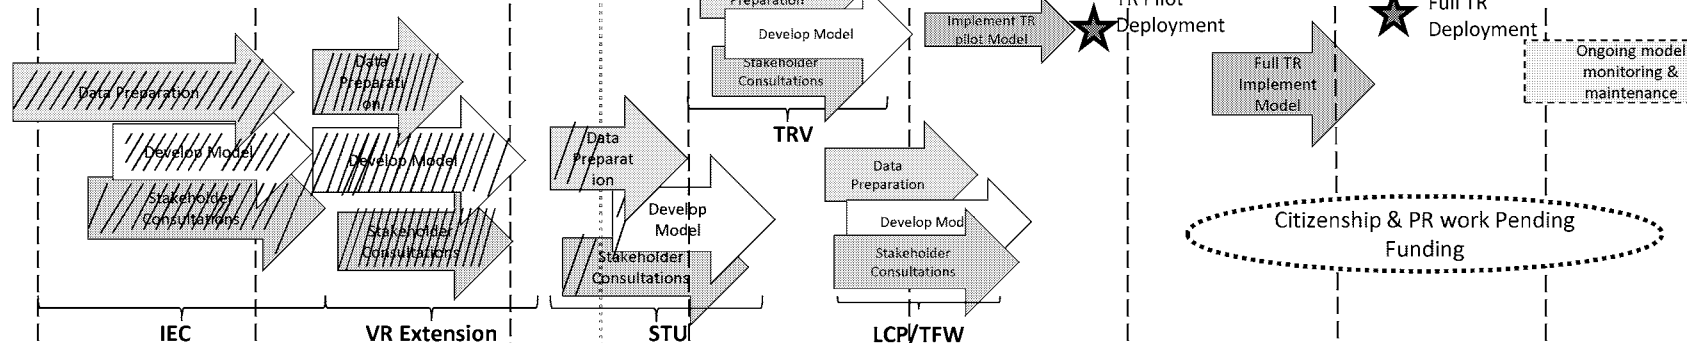 Preparation
Develop Model
Stakeholder
Consultations
TRV
Implement TR
pilot Model
TR Pilot
Deployment
Full TR
Deployment
Full TR
Implement
Model
Ongoing model
monitoring &
maintenance
Data Preparation
Develop Model
Stakeholder
Consultations
IEC
Data
Preparati
on
Develop Model
Stakeholder
Consultations
VR Extension
Data
Preparat
ion
Develop
Model
Stakeholder
Consultations
STU
Data
Preparation
Develop Mod
Stakeholder
Consultations
LCP/TFW
Citizenship & PR work Pending
Funding